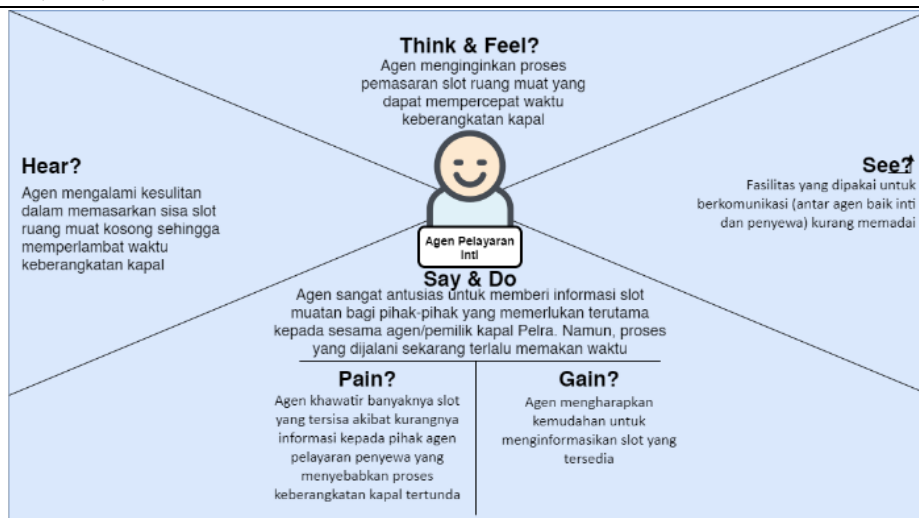 Think & Feel?
Agen menginginkan proses
pemasaran slot ruang muat yang
dapat mempercepat waktu
keberangkatan kapal
Hear?
Agen mengalami kesulitan
dalam memasarkan sisa slot
ruang muat kosong sehingga
memperlambat waktu
keberangkatan kapal
See?
Fasilitas yang dipakai untuk
berkomunikasi (antar agen baik inti
dan penyewa) kurang memadai
Agen Pelayaran
Inti
Say & Do
Agen sangat antusias untuk memberi informasi slot
muatan bagi pihak-pihak yang memerlukan terutama
kepada sesama agen/pemilik kapal Pelra. Namun, proses
yang dijalani sekarang terlalu memakan waktu
Pain?
Agen khawatir banyaknya slot
yang tersisa akibat kurangnya
informasi kepada pihak agen
pelayaran penyewa yang
menyebabkan proses
keberangkatan kapal tertunda
Gain?
Agen mengharapkan
kemudahan untuk
menginformasikan slot yang
tersedia